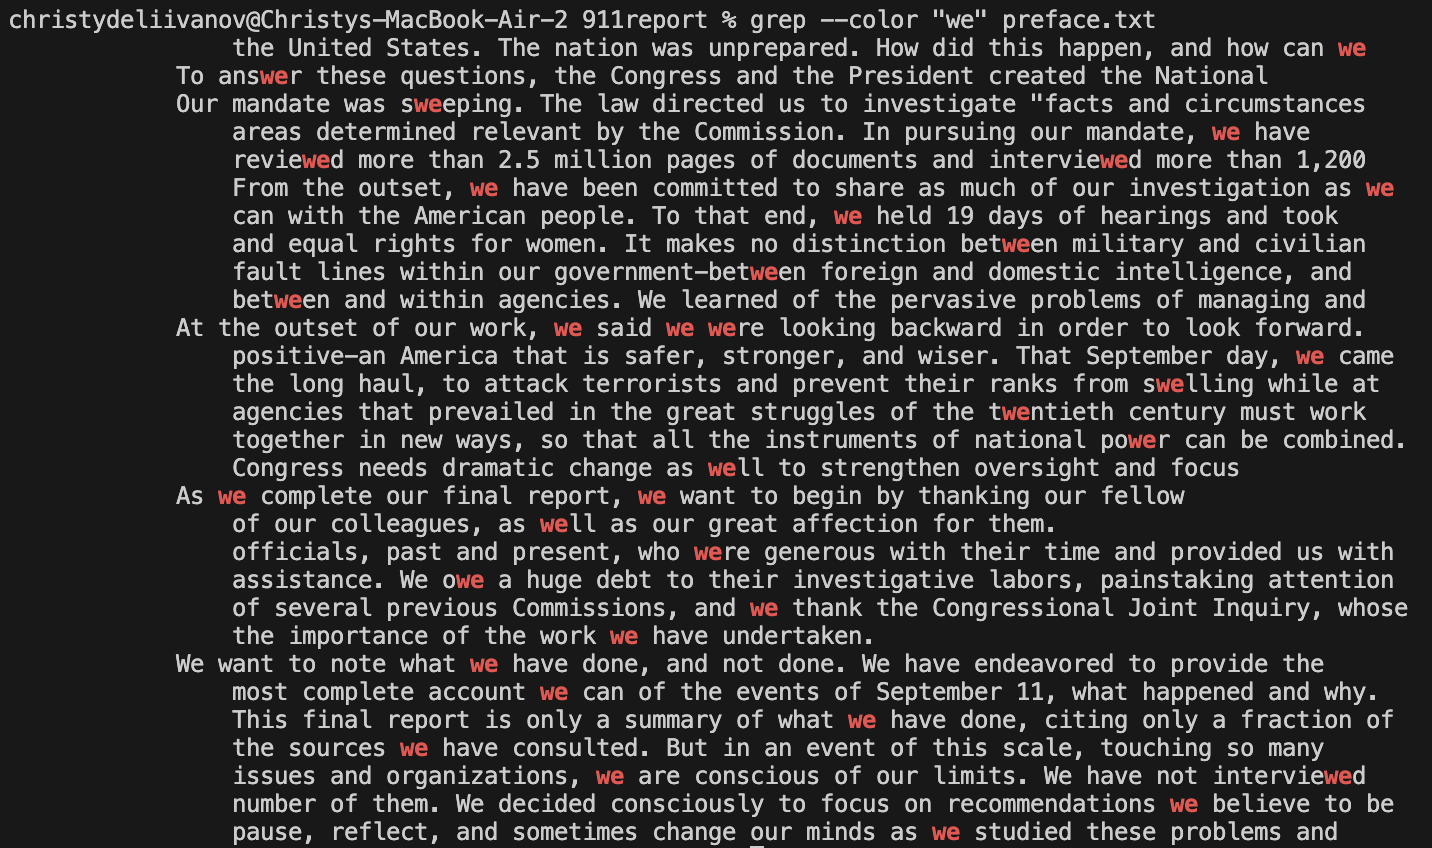 christydeliivanov@Christys-MacBook-Air-2 911report % grep --color "we" preface.txt
the United States. The nation was unprepared. How did this happen, and how can we
To answer these questions, the Congress and the President created the National
Our mandate was sweeping. The law directed us to investigate "facts and circumstances
areas determined relevant by the Commission. In pursuing our mandate, we have
reviewed more than 2.5 million pages of documents and interviewed more than 1,200
From the outset, we have been committed to share as much of our investigation as we
can with the American people. To that end, we held 19 days of hearings and took
and equal rights for women. It makes no distinction between military and civilian
fault lines within our government-between foreign and domestic intelligence, and
between and within agencies. We learned of the pervasive problems of managing and
At the outset of our work, we said we were looking backward in order to look forward.
positive-an America that is safer, stronger, and wiser. That September day, we came
the long haul, to attack terrorists and prevent their ranks from swelling while at
agencies that prevailed in the great struggles of the twentieth century must work
together in new ways, so that all the instruments of national power can be combined.
Congress needs dramatic change as well to strengthen oversight and focus
As we complete our final report, we want to begin by thanking our fellow
of our colleagues, as well as our great affection for them.
officials, past and present, who were generous with their time and provided us with
assistance. We owe a huge debt to their investigative labors, painstaking attention
of several previous Commissions, and we thank the Congressional Joint Inquiry, whose
the importance of the work we have undertaken.
We want to note what we have done, and not done. We have endeavored to provide the
most complete account we can of the events of September 11, what happened and why.
This final report is only a summary of what we have done, citing only a fraction of
the sources we have consulted. But in an event of this scale, touching so many
issues and organizations, we are conscious of our limits. We have not interviewed
number of them. We decided consciously to focus on recommendations we believe to be
pause, reflect, and sometimes change our minds as we studied these problems and